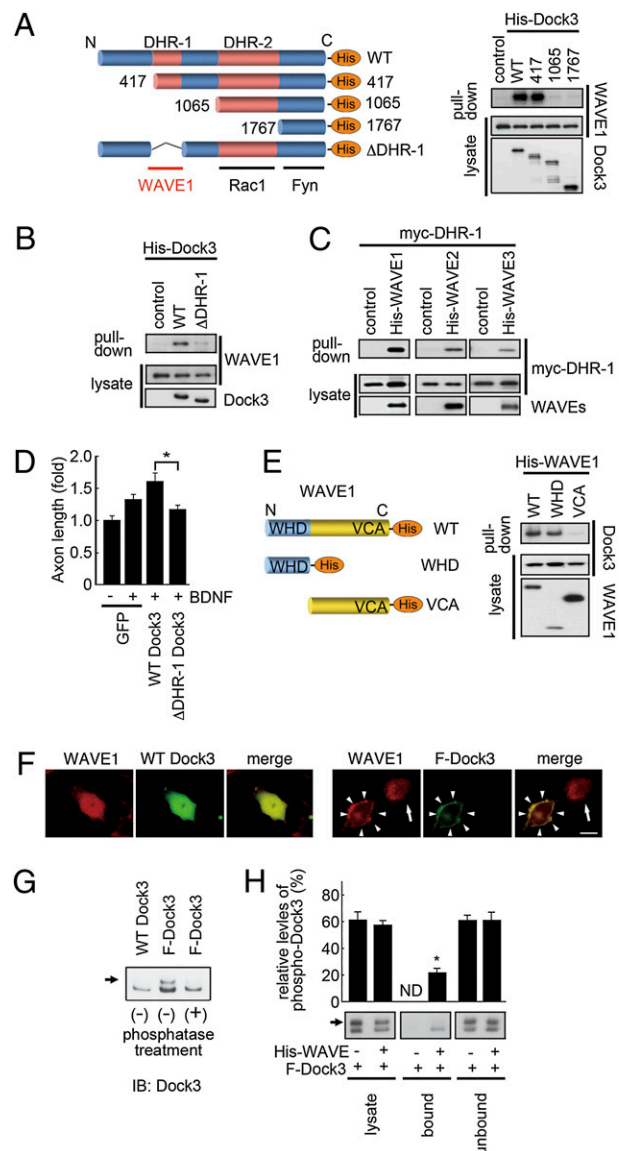 A
N DHR-1 DHR-2 C
His WT
417 His 417
1065 His 1065
1767 His 1767
His ΔDHR-1
WAVE1 Rac1 Fyn
His-Dock3
control WT 417 1065 1767
pull-down
lysate
WAVE1
Dock3
B
His-Dock3
control WT ΔDHR-1
pull-down
lysate
WAVE1
Dock3
C
myc-DHR-1
control His-WAVE1 control His-WAVE2 control His-WAVE3
pull-down
lysate
myc-DHR-1
WAVEs
D
Axon length (fold)
2.0
1.5
1.0
0.5
0
*
- + + + BDNF
GFP
WT Dock3
ΔDHR-1 Dock3
E
WAVE1
N C
WHD VCA His WT
WHD His WHD
VCA His VCA
His-WAVE1
WT WHD VCA
pull-down
lysate
Dock3
WAVE1
F
WAVE1 WT Dock3 merge
WAVE1 F-Dock3 merge
G
WT Dock3
F-Dock3
F-Dock3
(-) (-) (+)
phosphatase
treatment
IB: Dock3
H
relative levles of
phospho-Dock3 (%)
80
60
40
20
0
ND
*
His-WAVE - + - + - +
F-Dock3 + + + + + +
lysate
bound
unbound